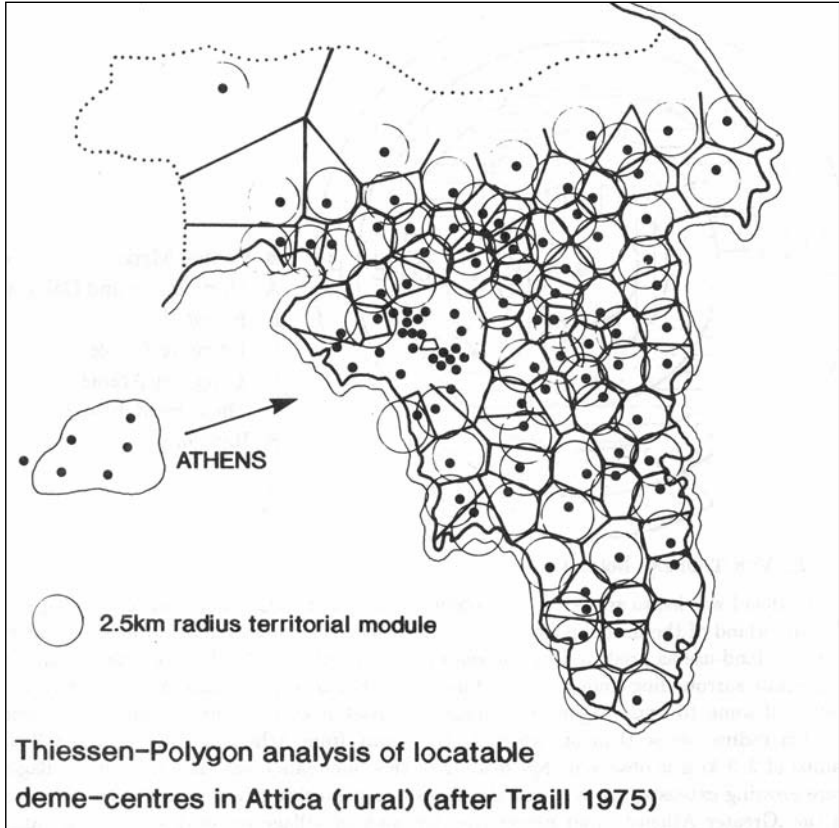 ATHENS
2.5km radius territorial module
Thiessen-Polygon analysis of locatable
deme-centres in Attica (rural) (after Traill 1975)